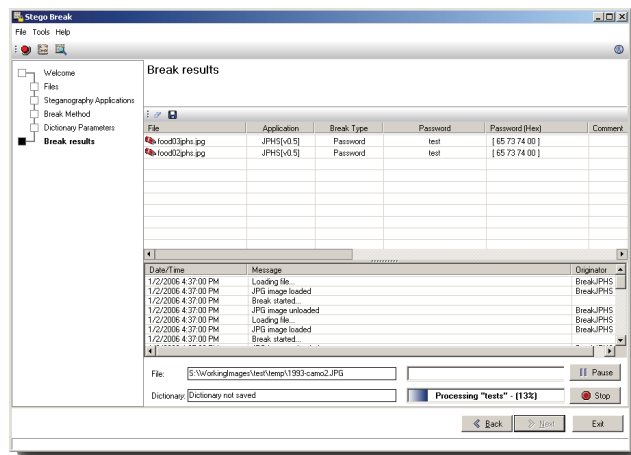 Stego Break
File Tools Help
Welcome
Files
Steganography Applications
Break Method
Dictionary Parameters
Break results
Break results
File Application Break Type Password Password (Hex) Comment
food03jphs.jpg JPHS[v0.5] Password test [ 65 73 74 00 ]
food02jphs.jpg JPHS[v0.5] Password test [ 65 73 74 00 ]
Date/Time Message Originator
1/2/2006 4:37:00 PM Loading file... BreakJPHS
1/2/2006 4:37:00 PM JPG image loaded BreakJPHS
1/2/2006 4:37:00 PM Break started...
1/2/2006 4:37:00 PM JPG image unloaded BreakJPHS
1/2/2006 4:37:00 PM Loading file... BreakJPHS
1/2/2006 4:37:00 PM JPG image loaded BreakJPHS
1/2/2006 4:37:00 PM Break started...
File: S:\WorkingImages\test\temp\1993-camo2.JPG Pause
Dictionary: Dictionary not saved Processing "tests" - (13%) Stop
Back Next Exit